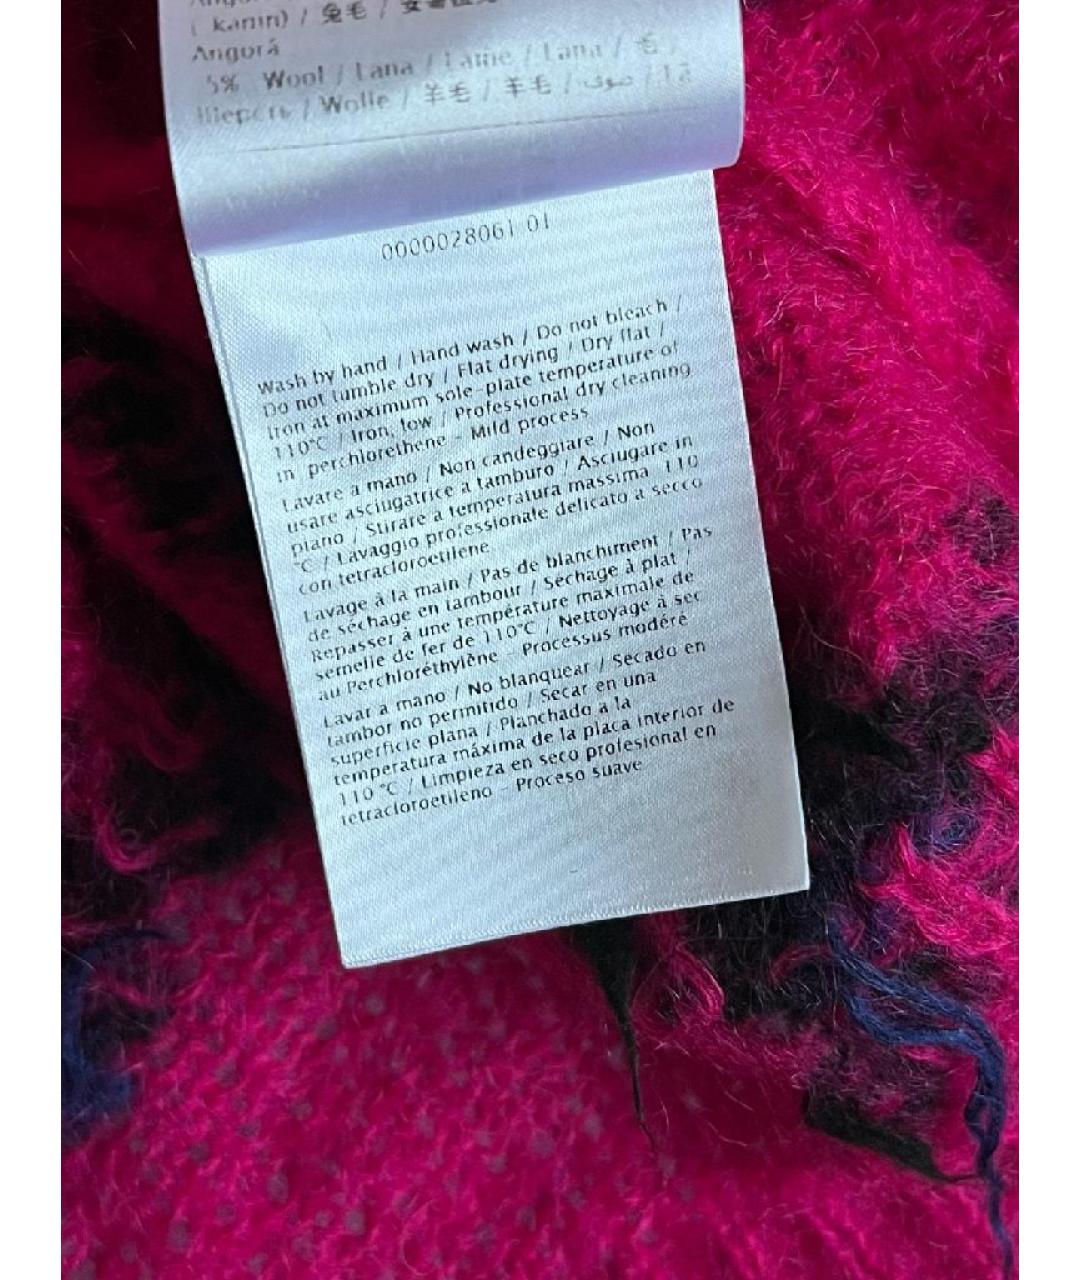 ( kanin) / 兔毛 /
Angorá
5% Wool / Lana / Laine / Lana / 毛 /
/ Wolle / 羊毛 / 羊毛 / صوف / Lã
0000028061 01
Wash by hand / Hand wash / Do not bleach /
Do not tumble dry / Flat drying / Dry flat /
Iron at maximum sole-plate temperature of
110°C / Iron, low / Professional dry cleaning
in perchlorethene - Mild process
Lavare a mano / Non candeggiare / Non
usare asciugatrice a tamburo / Asciugare in
piano / Stirare a temperatura massima 110
°C / Lavaggio professionale delicato a secco
con tetracloroetilene
Lavage à la main / Pas de blanchiment / Pas
de séchage en tambour / Séchage à plat /
Repasser à une température maximale de
semelle de fer de 110°C / Nettoyage à sec
au Perchloréthylène - Processus modéré
Lavar a mano / No blanquear / Secado en
tambor no permitido / Secar en una
superficie plana / Planchado a la
temperatura máxima de la placa interior de
110 °C / Limpieza en seco profesional en
tetracloroetileno - Proceso suave